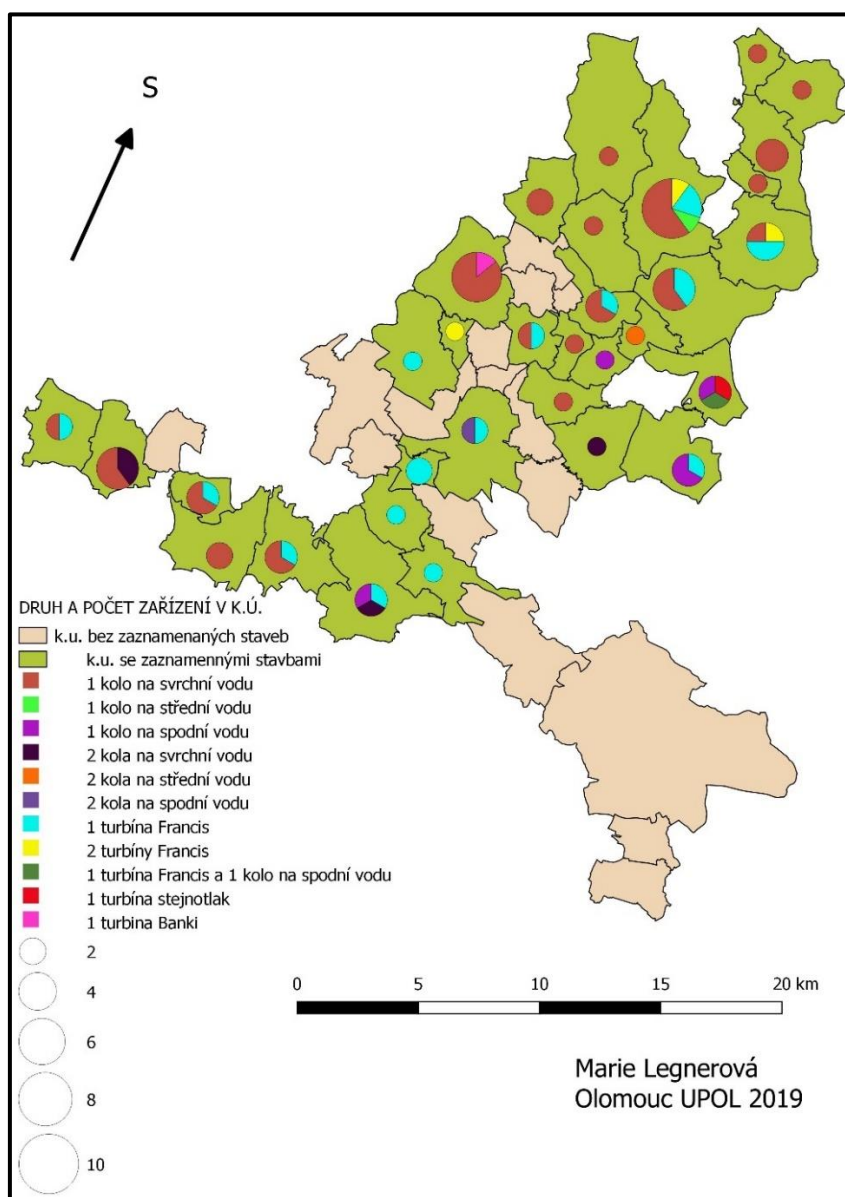 S
DRUH A POČET ZAŘÍZENÍ V K.Ú.
k.u. bez zaznamenaných staveb
k.u. se zaznamennými stavbami
1 kolo na svrchní vodu
1 kolo na střední vodu
1 kolo na spodní vodu
2 kola na svrchní vodu
2 kola na střední vodu
2 kola na spodní vodu
1 turbína Francis
2 turbíny Francis
1 turbína Francis a 1 kolo na spodní vodu
1 turbína stejnotlak
1 turbina Banki
2
4
6
8
10
0 5 10 15 20 km
Marie Legnerová
Olomouc UPOL 2019